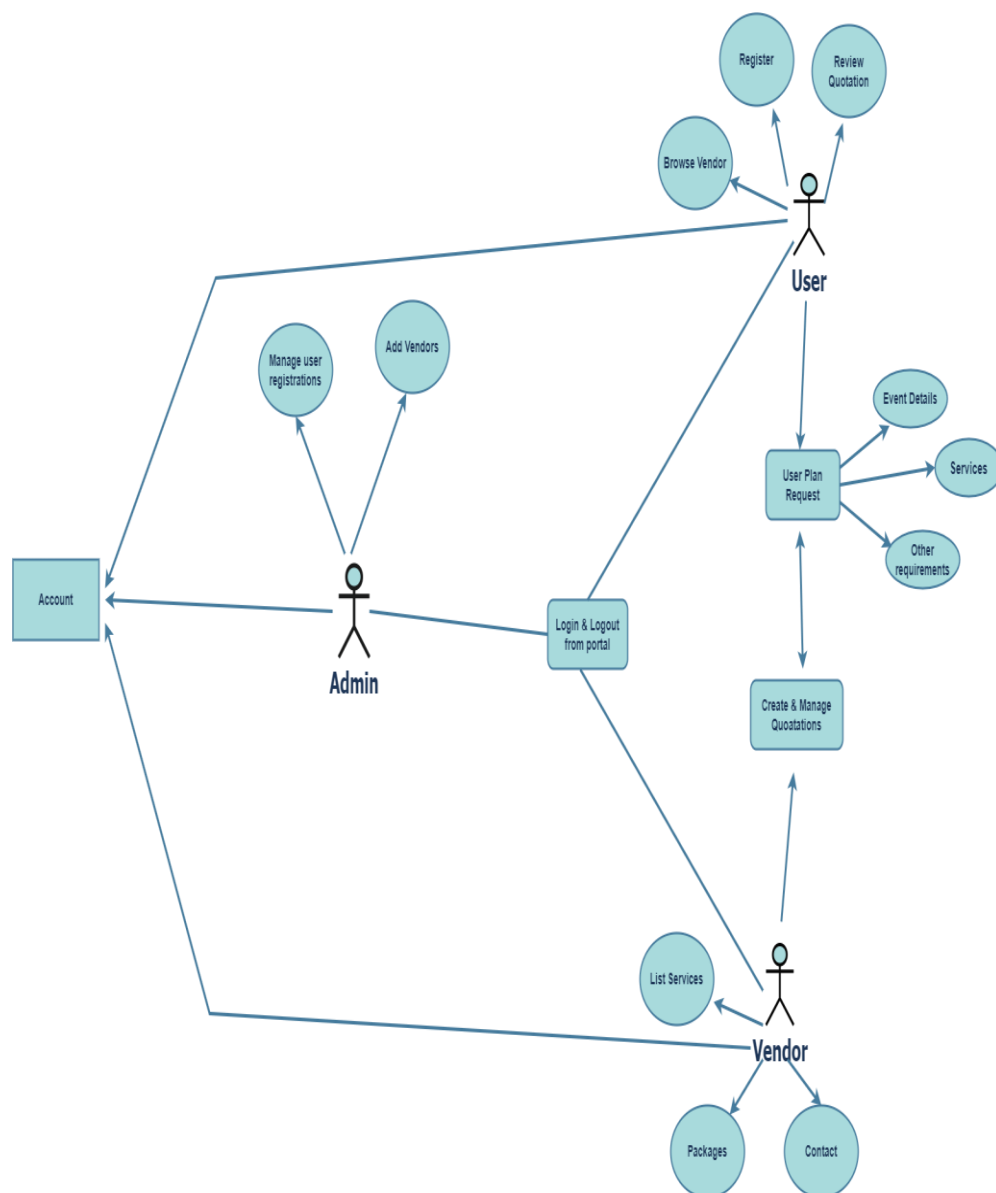 Register
Review
Quotation
Browse Vendor
User
Manage user
registrations
Add Vendors
Event Details
User Plan
Request
Services
Other
requirements
Account
Admin
Login & Logout
from portal
Create & Manage
Quoatations
List Services
Vendor
Packages
Contact